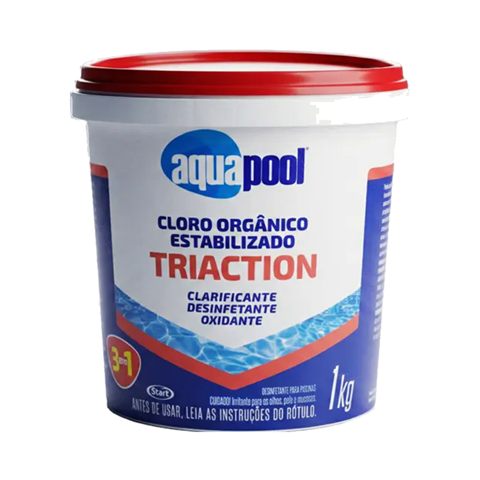 aquapool
CLORO ORGÂNICO
ESTABILIZADO
TRIACTION
CLARIFICANTE
DESINFETANTE
OXIDANTE
3 em 1
Start
DESINFETANTE PARA PISCINAS
CUIDADO! Irritante para os olhos, pele e mucosas.
ANTES DE USAR, LEIA AS INSTRUÇÕES DO RÓTULO.
1kg